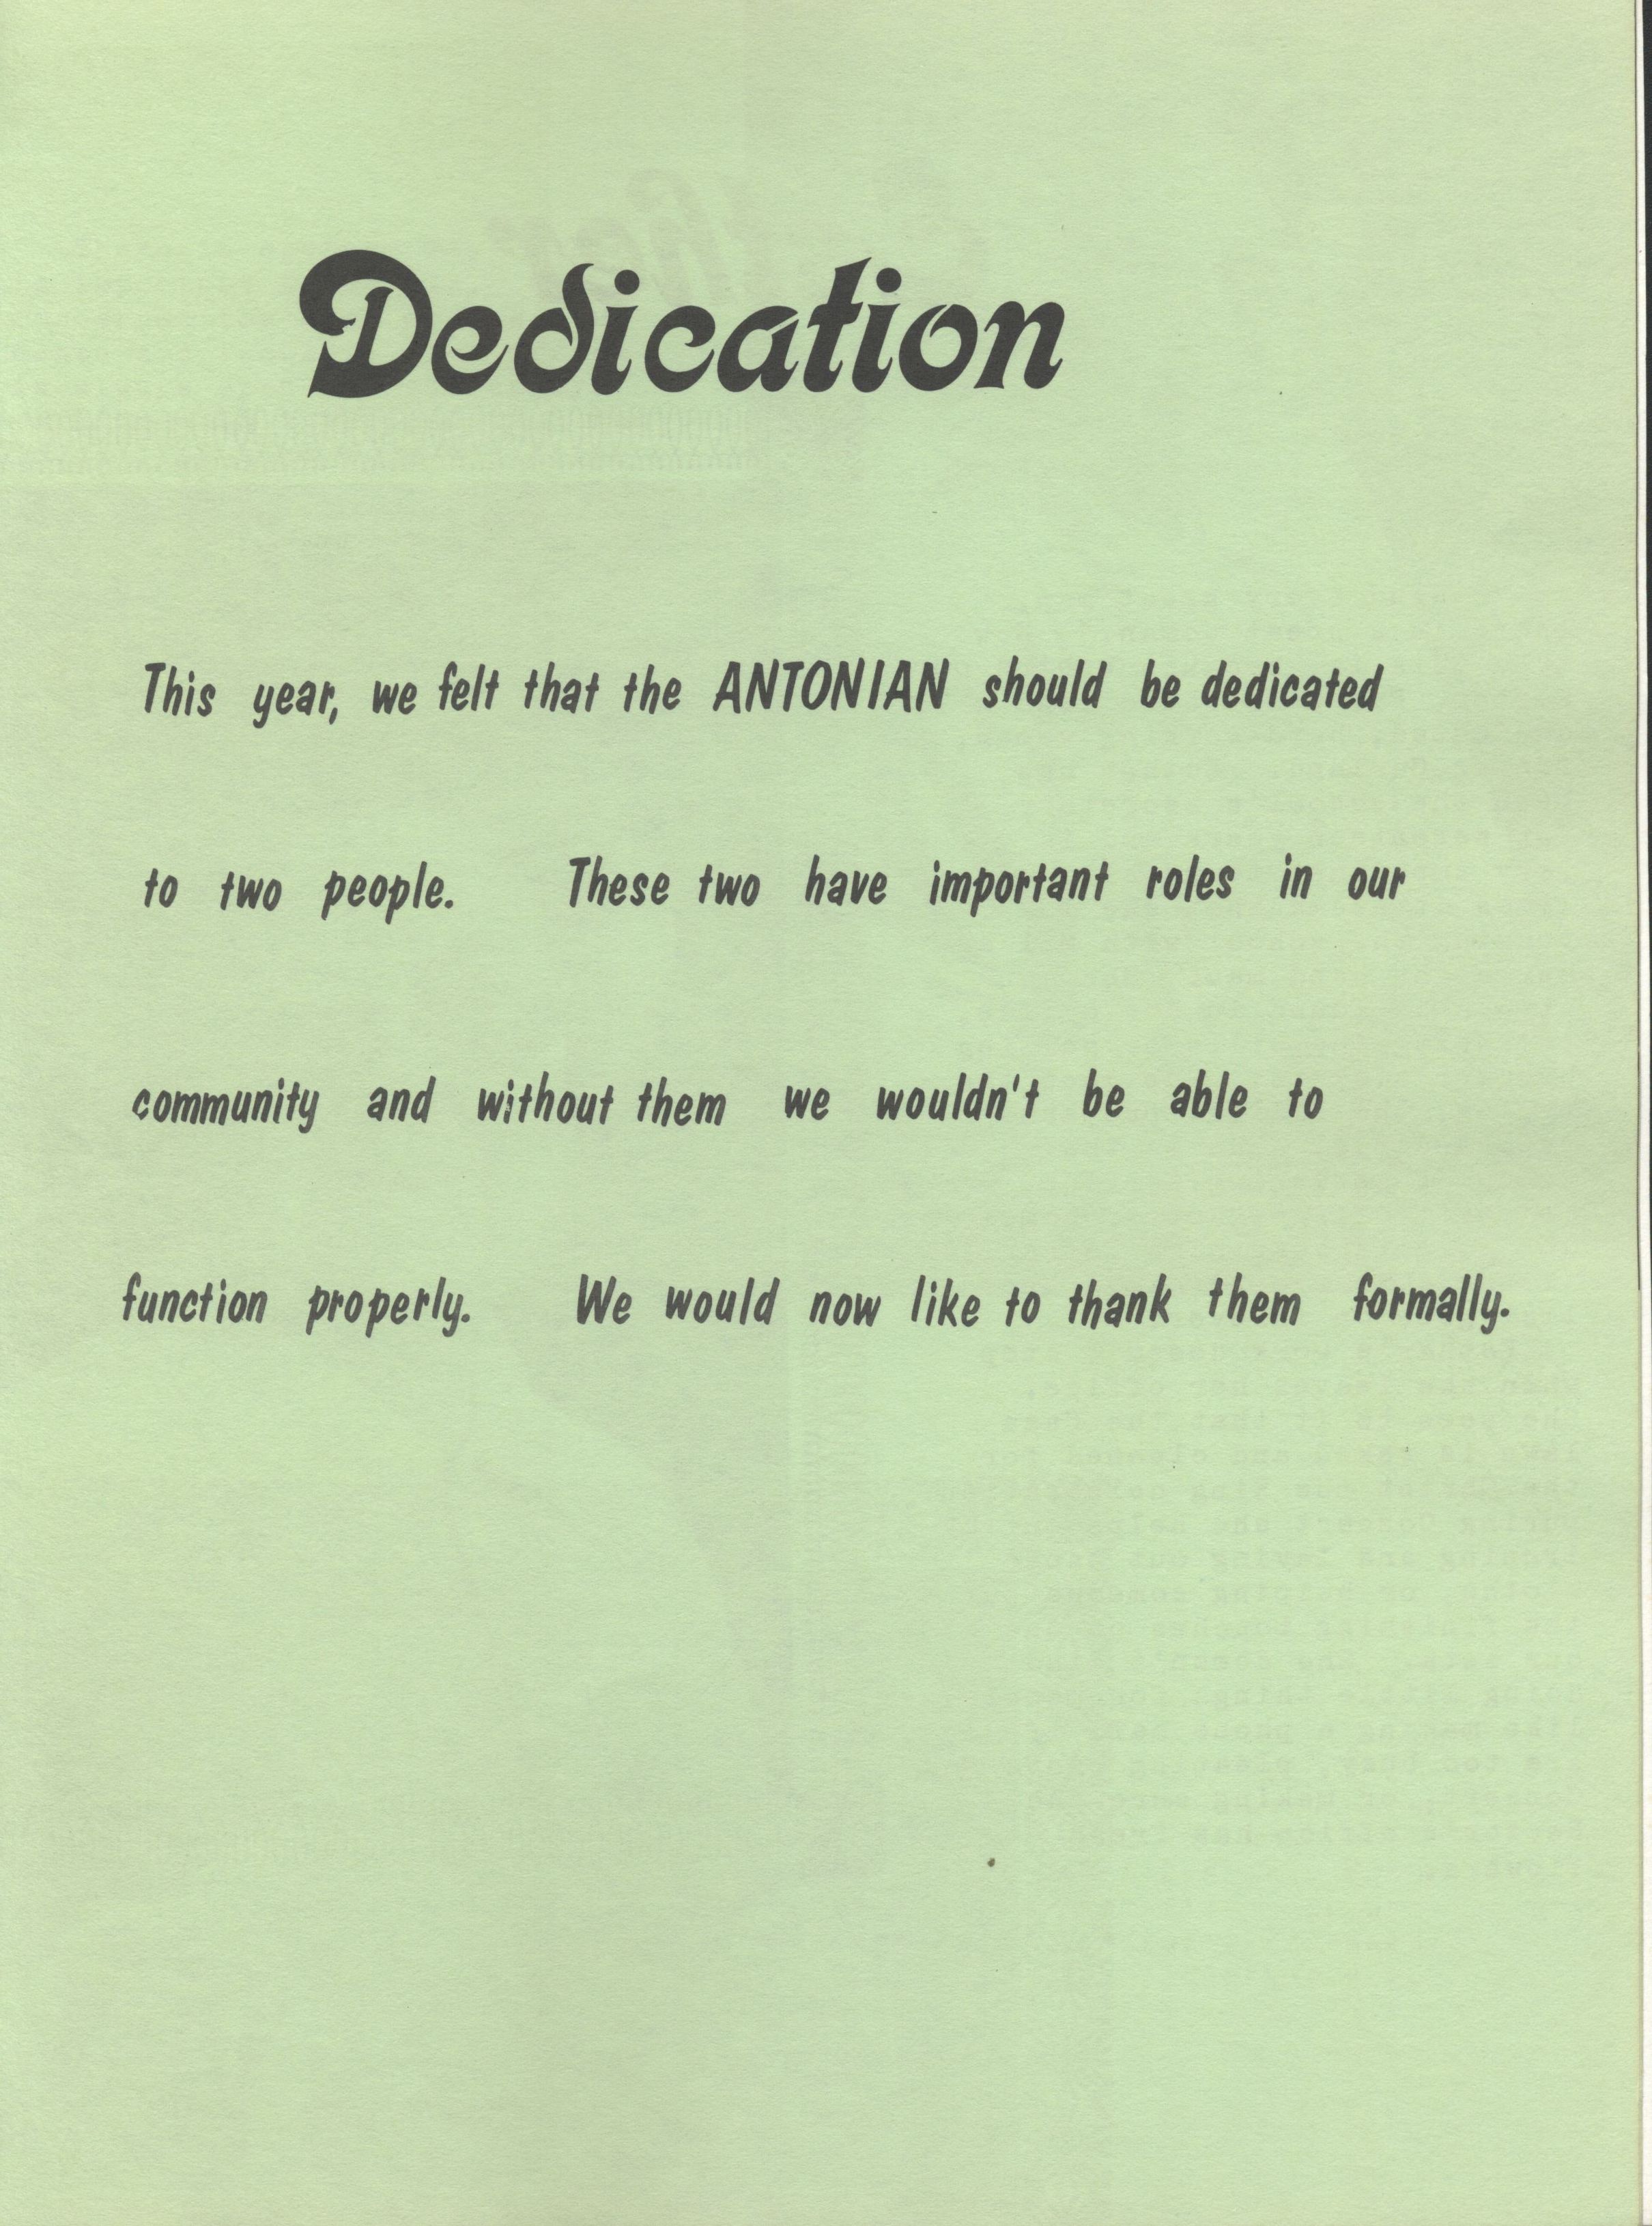 Dedication
This year, we felt that the ANTONIAN should be dedicated
to two people. These two have important roles in our
community and without them we wouldn't be able to
function properly. We would now like to thank them formally.